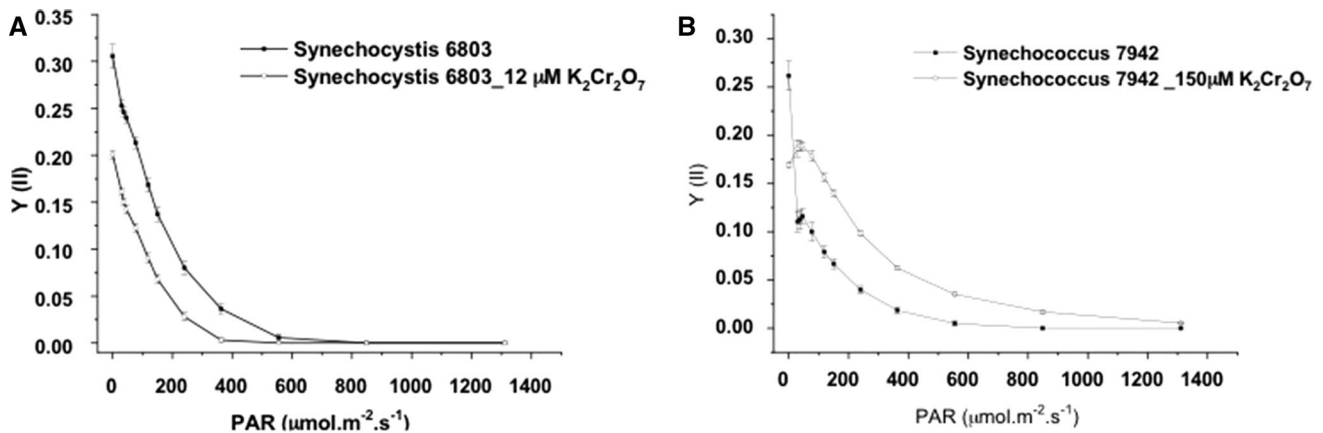 A
0.35
0.30
0.25
0.20
0.15
0.10
0.05
0.00
Y (II)
Synechocystis 6803
Synechocystis 6803_12 μM K₂Cr₂O₇
0 200 400 600 800 1000 1200 1400
PAR (μmol.m⁻².s⁻¹)
B
0.30
0.25
0.20
0.15
0.10
0.05
0.00
Y (II)
Synechococcus 7942
Synechococcus 7942 _150μM K₂Cr₂O₇
0 200 400 600 800 1000 1200 1400
PAR (μmol.m⁻².s⁻¹)